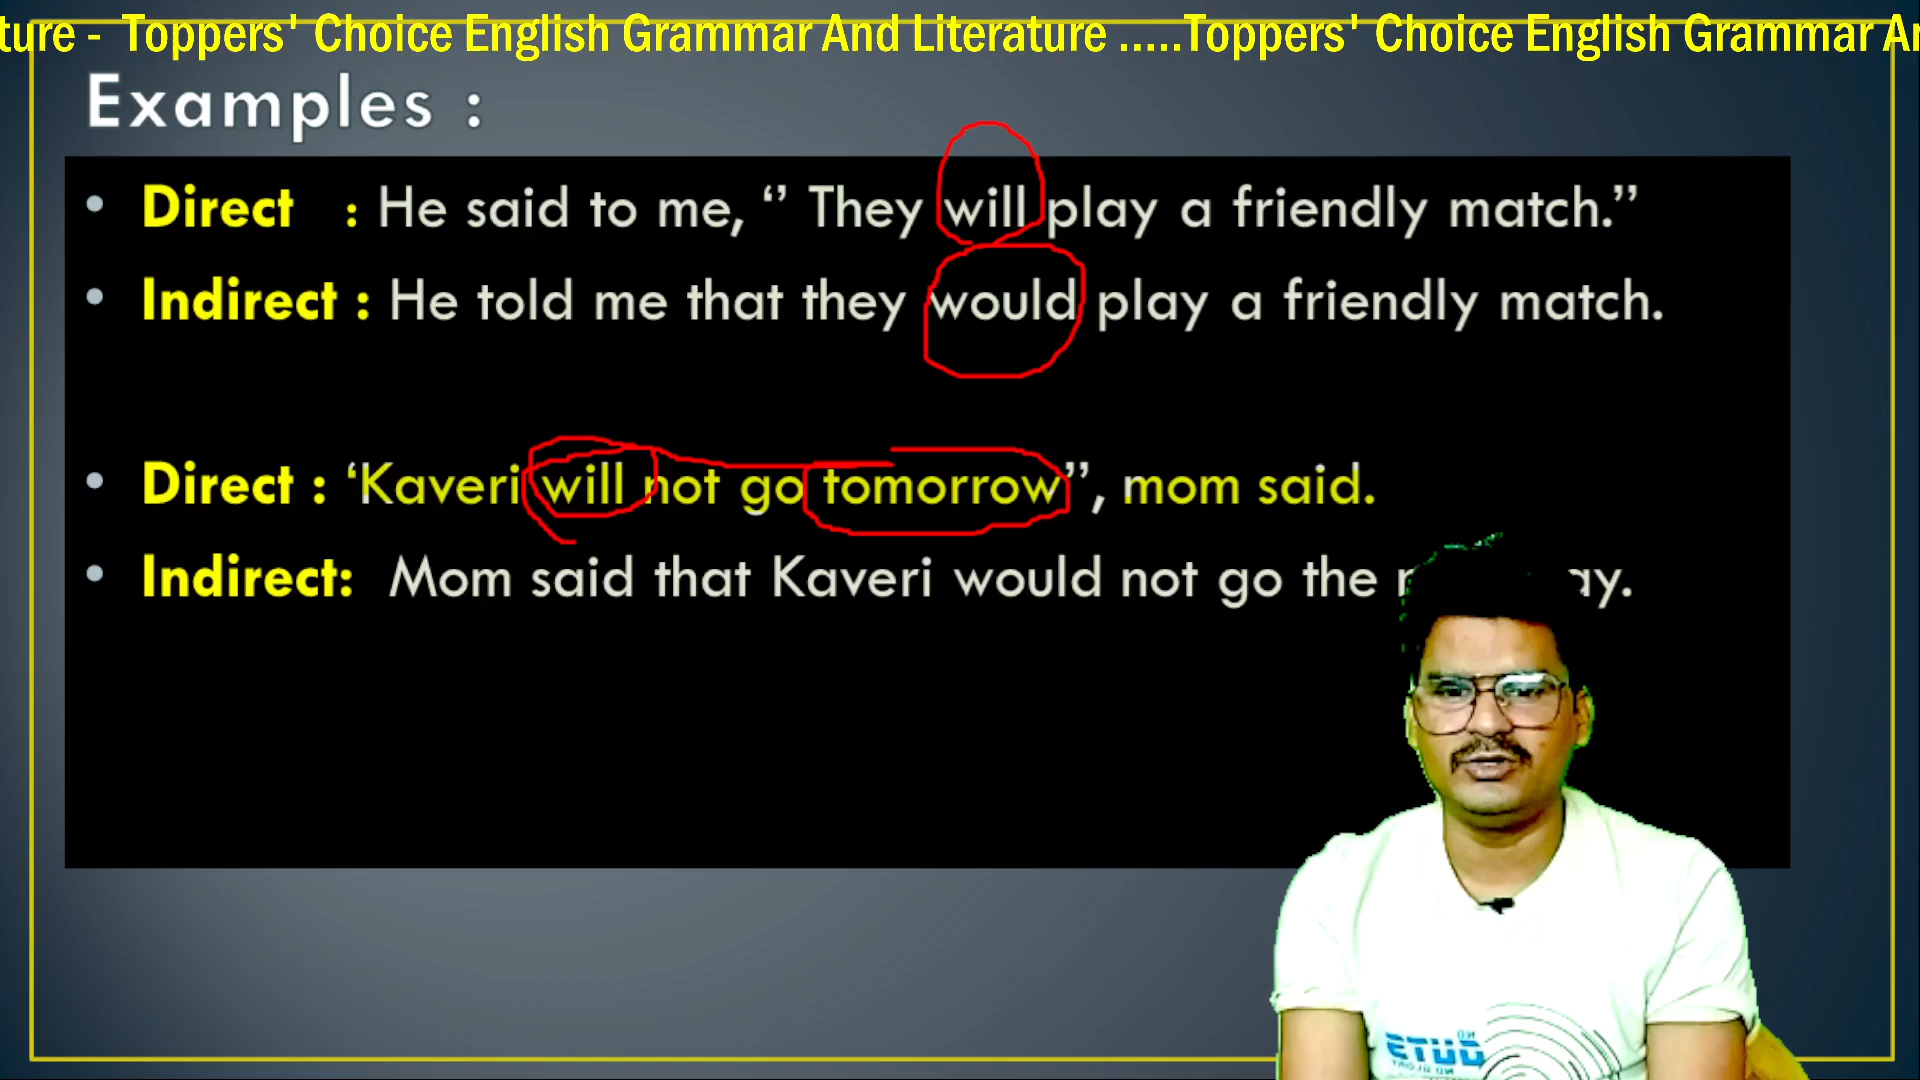 ture - Toppers' Choice English Grammar And Literature .....Toppers' Choice English Grammar Ar
Examples :
• Direct : He said to me, “ They will play a friendly match.”
• Indirect : He told me that they would play a friendly match.
• Direct : ‘Kaveri will not go tomorrow”, mom said.
• Indirect: Mom said that Kaveri would not go the